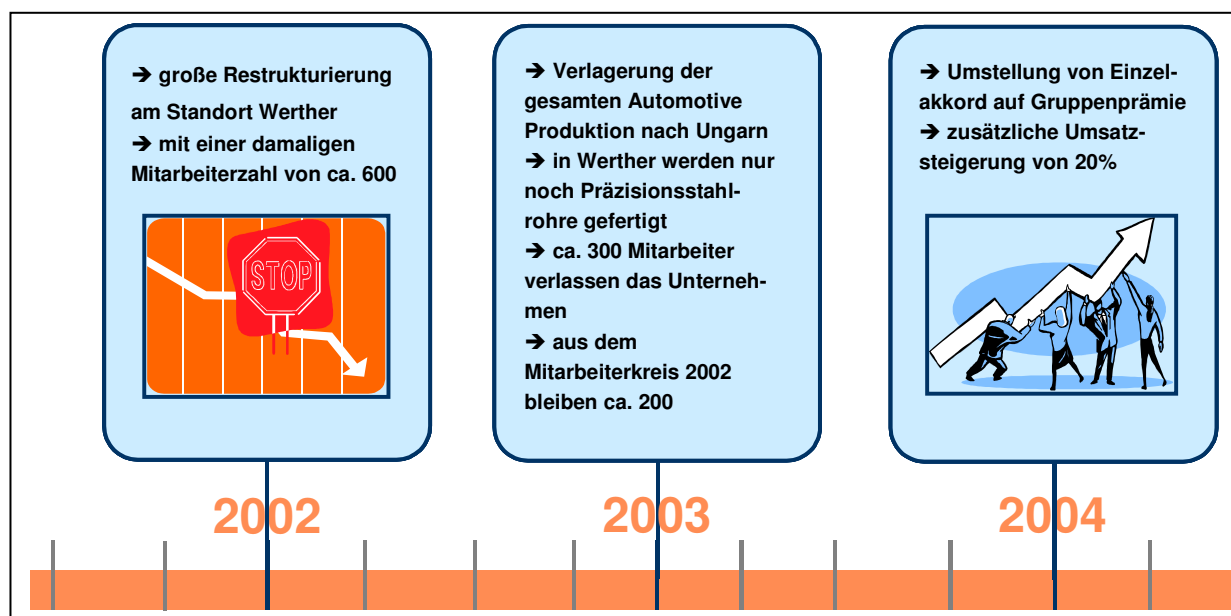 ➔ große Restrukturierung
am Standort Werther
➔ mit einer damaligen
Mitarbeiterzahl von ca. 600
STOP
➔ Verlagerung der
gesamten Automotive
Produktion nach Ungarn
➔ in Werther werden nur
noch Präzisionsstahl-
rohre gefertigt
➔ ca. 300 Mitarbeiter
verlassen das Unterneh-
men
➔ aus dem
Mitarbeiterkreis 2002
bleiben ca. 200
➔ Umstellung von Einzel-
akkord auf Gruppenprämie
➔ zusätzliche Umsatz-
steigerung von 20%
2002
2003
2004